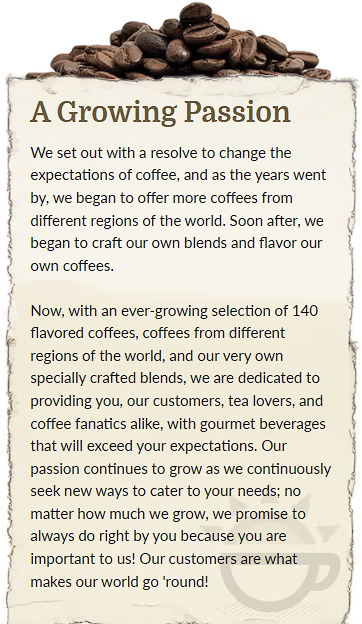 A Growing Passion
We set out with a resolve to change the
expectations of coffee, and as the years went
by, we began to offer more coffees from
different regions of the world. Soon after, we
began to craft our own blends and flavor our
own coffees.
Now, with an ever-growing selection of 140
flavored coffees, coffees from different
regions of the world, and our very own
specially crafted blends, we are dedicated to
providing you, our customers, tea lovers, and
coffee fanatics alike, with gourmet beverages
that will exceed your expectations. Our
passion continues to grow as we continuously
seek new ways to cater to your needs; no
matter how much we grow, we promise to
always do right by you because you are
important to us! Our customers are what
makes our world go 'round!